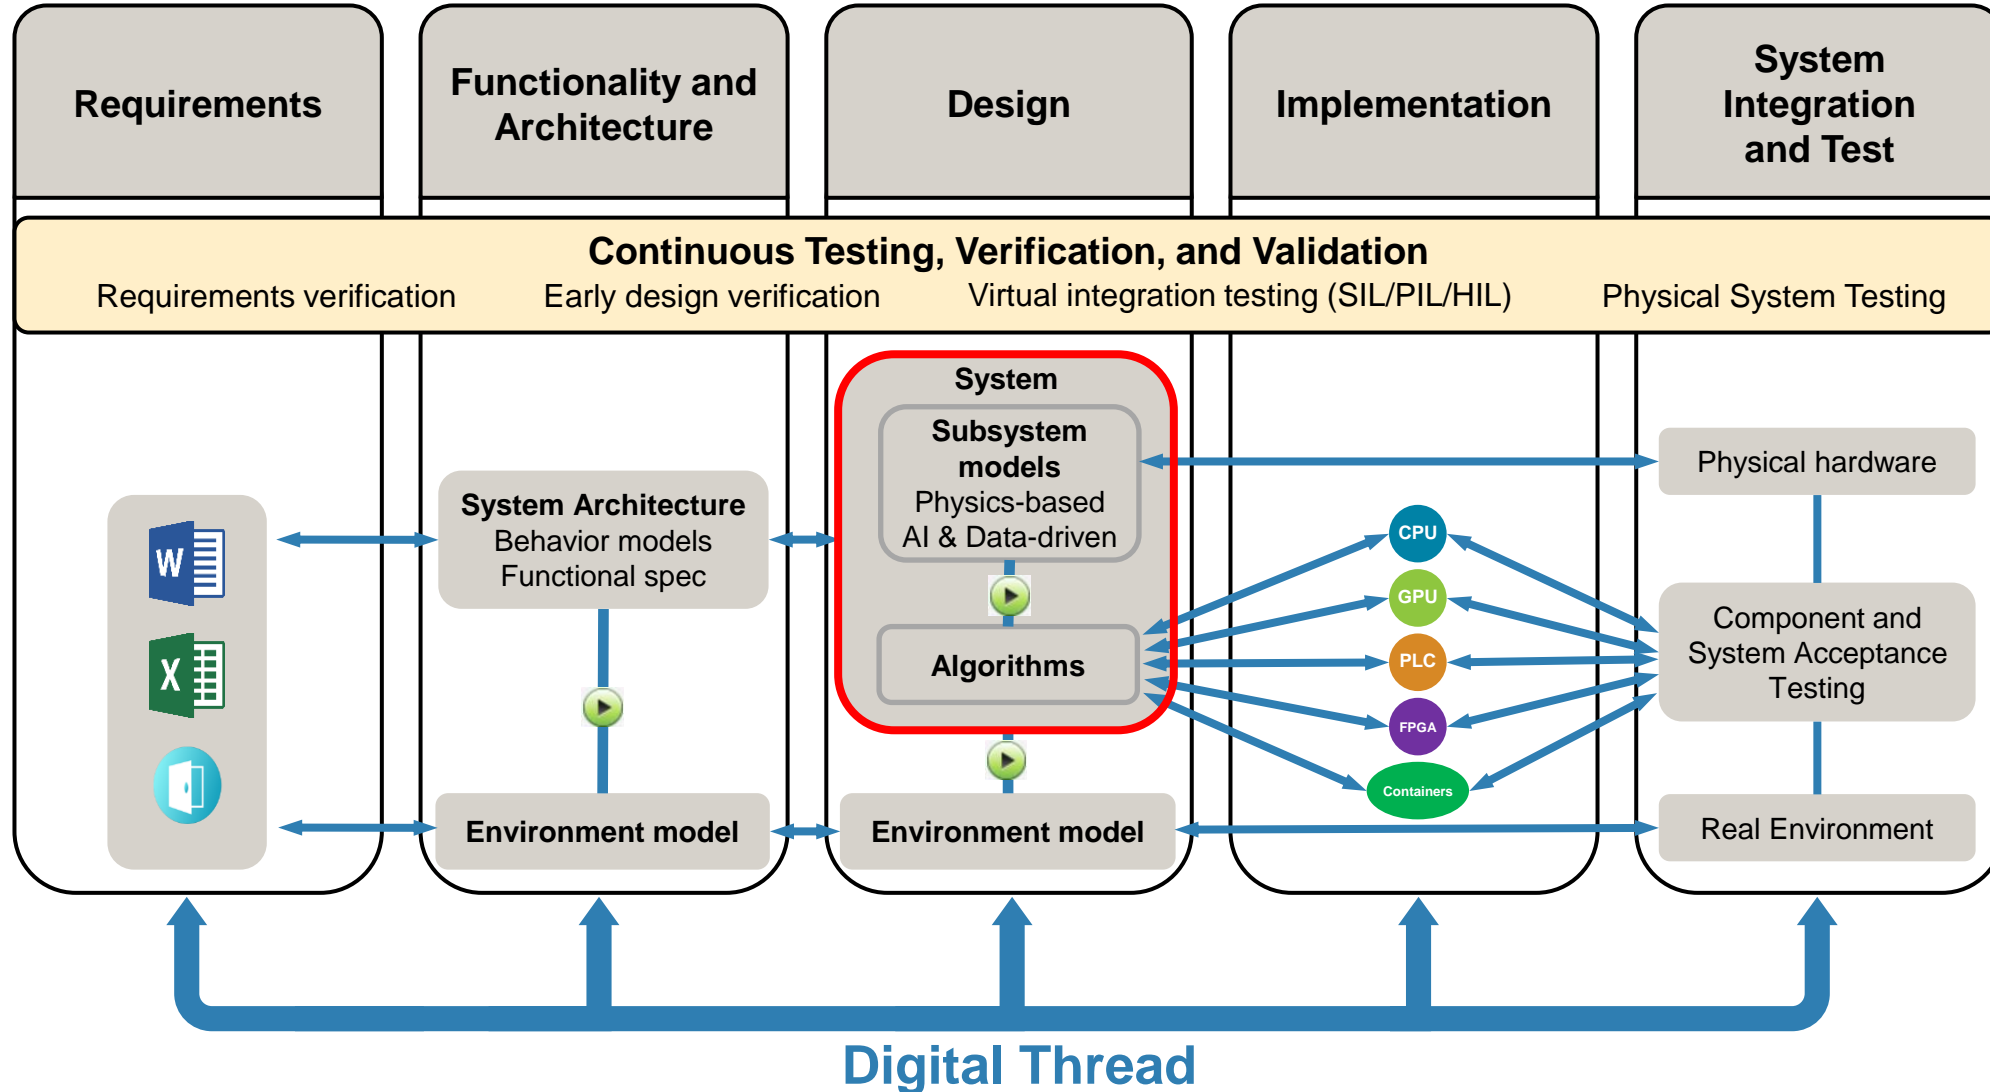 Requirements
Functionality and
Architecture
Design
Implementation
System
Integration
and Test
Continuous Testing, Verification, and Validation
Requirements verification
Early design verification
Virtual integration testing (SIL/PIL/HIL)
Physical System Testing
W
X
System Architecture
Behavior models
Functional spec
Environment model
System
Subsystem
models
Physics-based
AI & Data-driven
Algorithms
Environment model
CPU
GPU
PLC
FPGA
Containers
Physical hardware
Component and
System Acceptance
Testing
Real Environment
Digital Thread